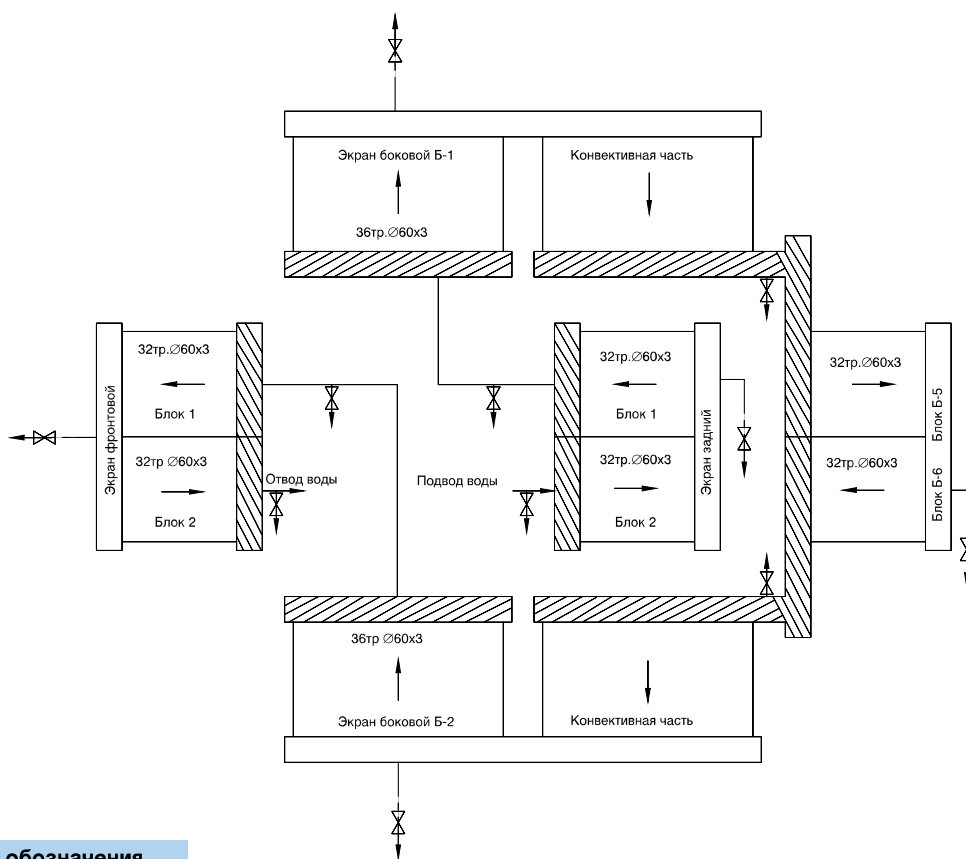 Экран боковой Б-1
Конвективная часть
36тр.∅60х3
32тр.∅60х3
Блок 1
Экран фронтовой
32тр ∅60х3
Блок 2
Отвод воды
Подвод воды
32тр.∅60х3
Блок 1
32тр.∅60х3
Блок 2
Экран задний
32тр.∅60х3
Блок Б-5
32тр.∅60х3
Блок Б-6
36тр ∅60х3
Экран боковой Б-2
Конвективная часть
обозначения